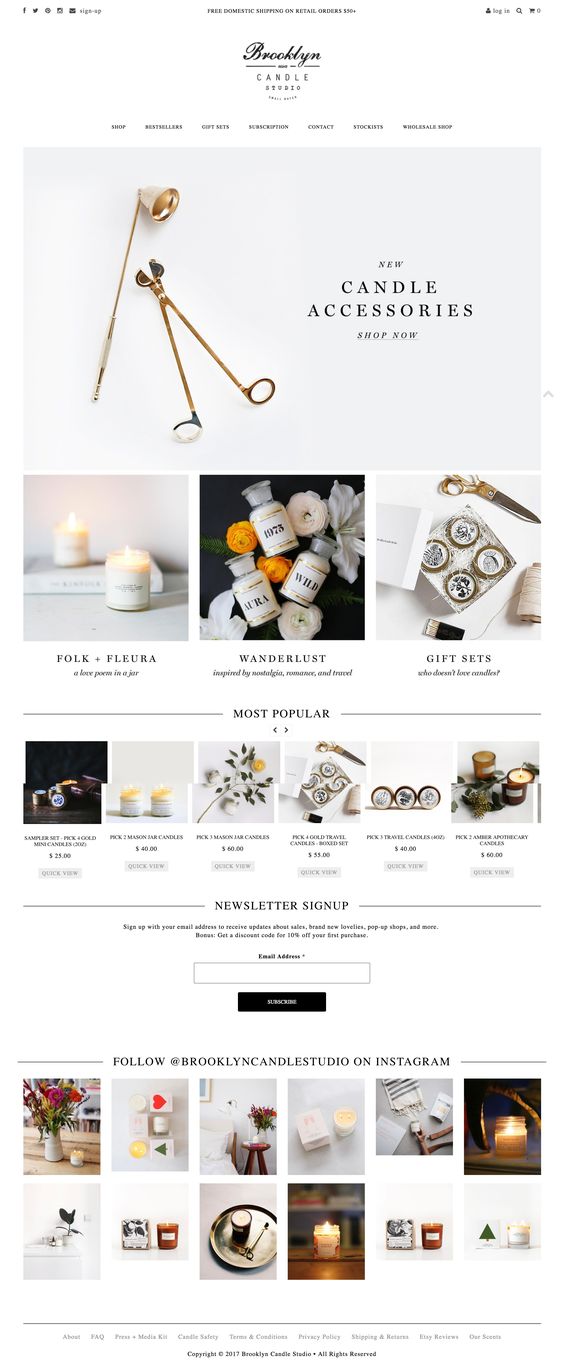 sign-up
FREE DOMESTIC SHIPPING ON RETAIL ORDERS $50+
log in
0
Brooklyn
CANDLE
STUDIO
SMALL BATCH
SHOP BESTSELLERS GIFT SETS SUBSCRIPTION CONTACT STOCKISTS WHOLESALE SHOP
NEW
CANDLE
ACCESSORIES
SHOP NOW
1973
AURA
WILD
FOLK + FLEURA
a love poem in a jar
WANDERLUST
inspired by nostalgia, romance, and travel
GIFT SETS
who doesn't love candles?
MOST POPULAR
SAMPLER SET - PICK 4 GOLD
MINI CANDLES (2OZ)
$ 25.00
QUICK VIEW
PICK 2 MASON JAR CANDLES
$ 40.00
QUICK VIEW
PICK 3 MASON JAR CANDLES
$ 60.00
QUICK VIEW
PICK 4 GOLD TRAVEL
CANDLES - BOXED SET
$ 55.00
QUICK VIEW
PICK 3 TRAVEL CANDLES (4OZ)
$ 40.00
QUICK VIEW
PICK 2 AMBER APOTHECARY
CANDLES
$ 60.00
QUICK VIEW
NEWSLETTER SIGNUP
Sign up with your email address to receive updates about sales, brand new lovelies, pop-up shops, and more.
Bonus: Get a discount code for 10% off your first purchase.
Email Address *
SUBSCRIBE
FOLLOW @BROOKLYNCANDLESTUDIO ON INSTAGRAM
About FAQ Press + Media Kit Candle Safety Terms & Conditions Privacy Policy Shipping & Returns Etsy Reviews Our Scents
Copyright © 2017 Brooklyn Candle Studio • All Rights Reserved